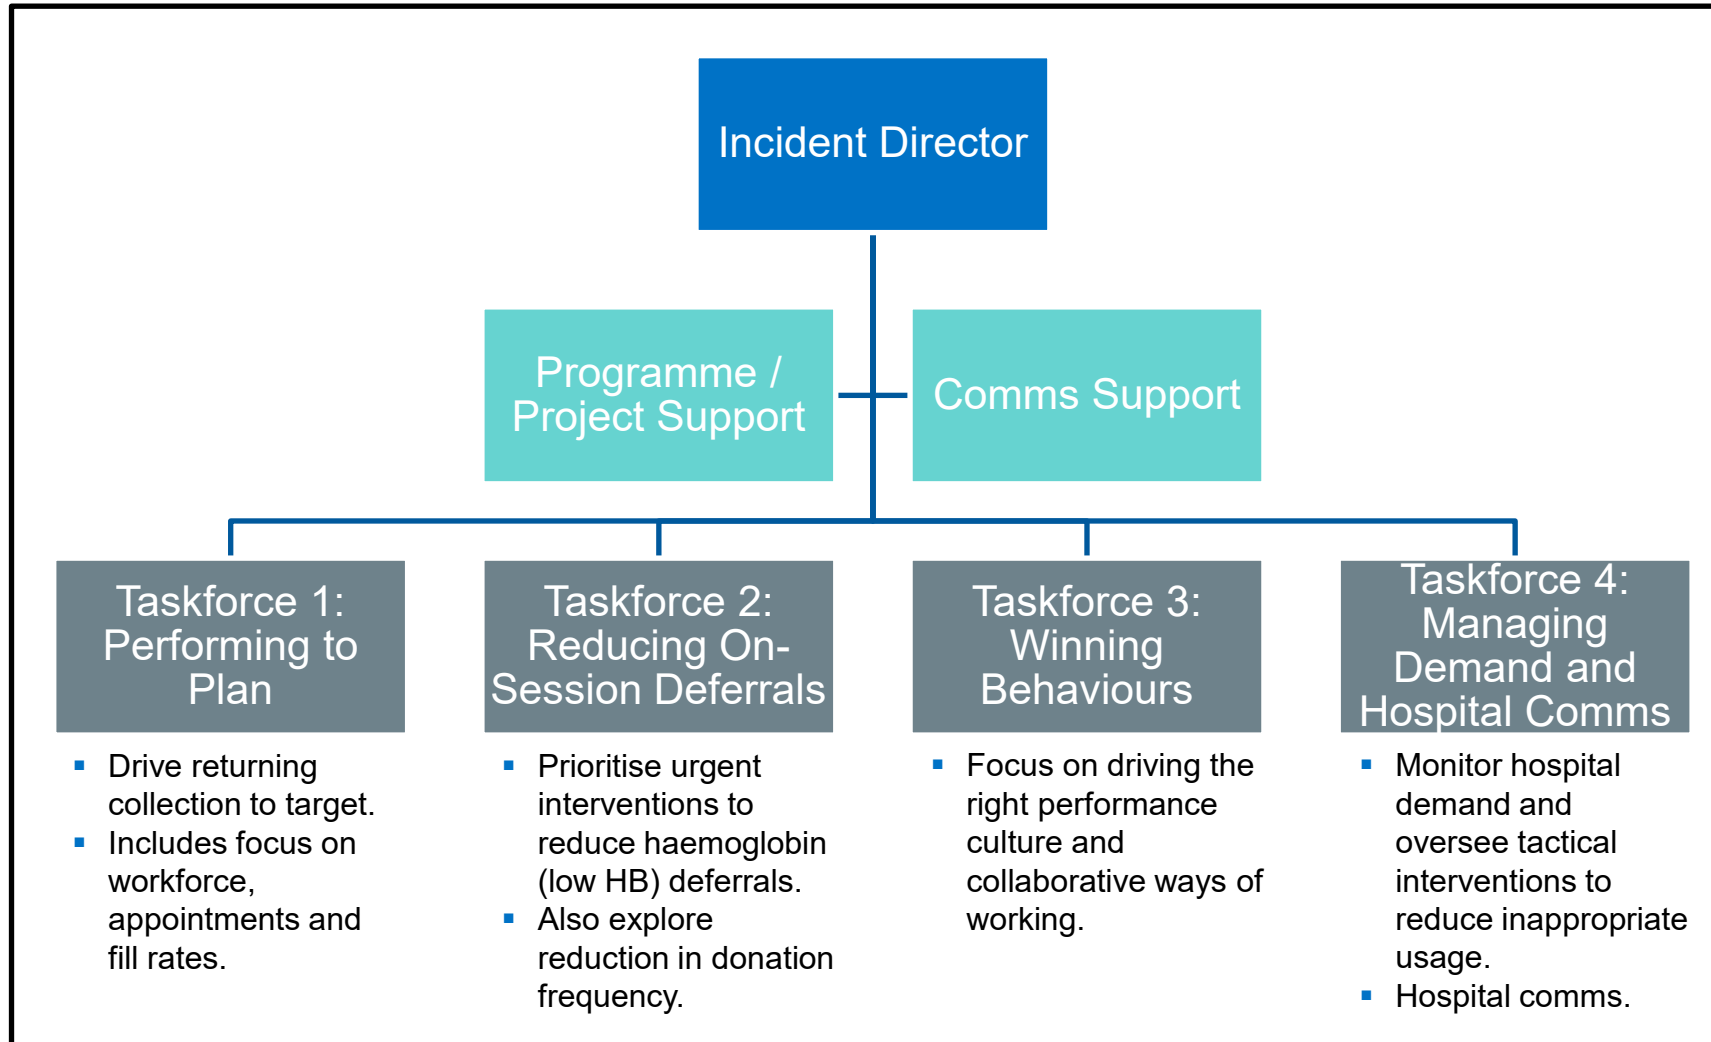 Incident Director
Programme /
Project Support
Comms Support
Taskforce 1:
Performing to
Plan
▪ Drive returning
collection to target.
▪ Includes focus on
workforce,
appointments and
fill rates.
Taskforce 2:
Reducing On-
Session Deferrals
▪ Prioritise urgent
interventions to
reduce haemoglobin
(low HB) deferrals.
▪ Also explore
reduction in donation
frequency.
Taskforce 3:
Winning
Behaviours
▪ Focus on driving the
right performance
culture and
collaborative ways of
working.
Taskforce 4:
Managing
Demand and
Hospital Comms
▪ Monitor hospital
demand and
oversee tactical
interventions to
reduce inappropriate
usage.
▪ Hospital comms.